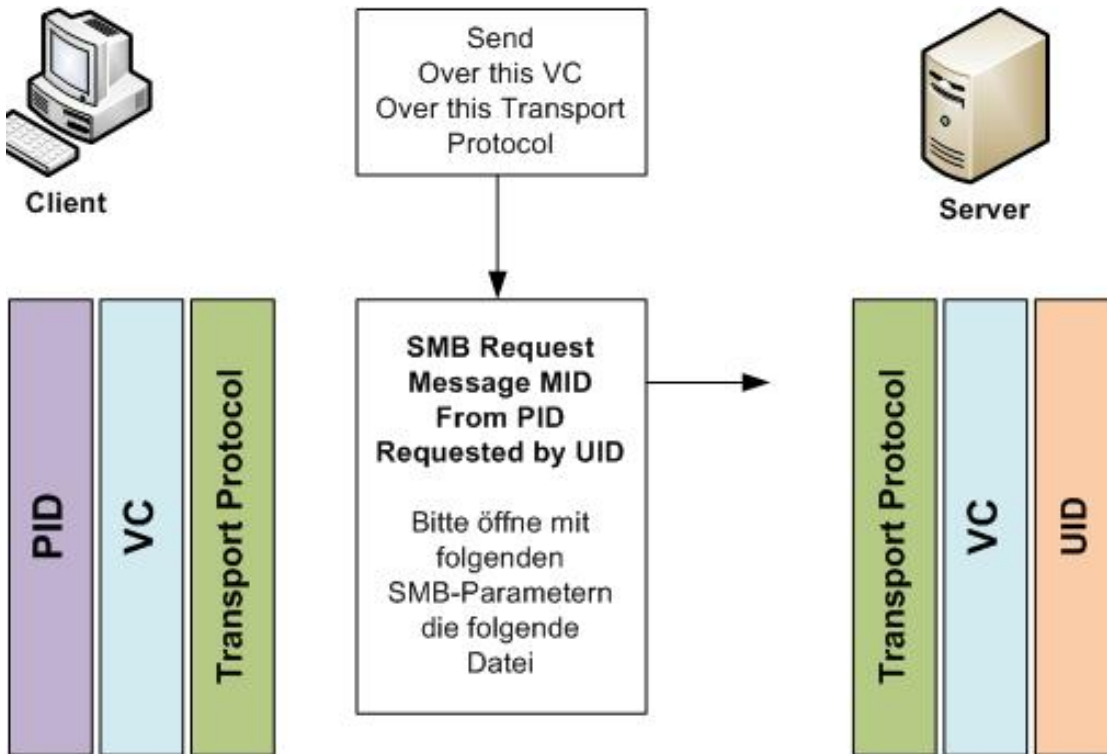 Send
Over this VC
Over this Transport
Protocol
Client
Server
SMB Request
Message MID
From PID
Requested by UID
Bitte öffne mit
folgenden
SMB-Parametern
die folgende
Datei
PID
VC
Transport Protocol
Transport Protocol
VC
UID